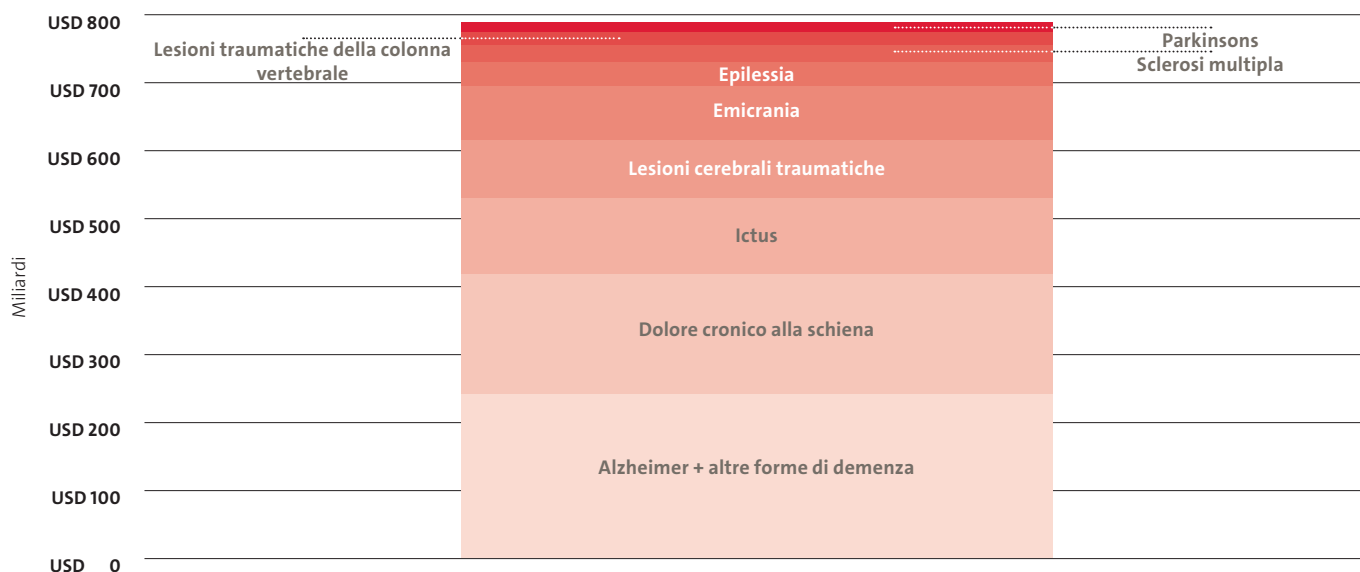 USD 800
Lesioni traumatiche della colonna
vertebrale
Parkinsons
Sclerosi multipla
Epilessia
USD 700
Emicrania
USD 600
Lesioni cerebrali traumatiche
USD 500
Ictus
USD 400
Miliardi
Dolore cronico alla schiena
USD 300
USD 200
Alzheimer + altre forme di demenza
USD 100
USD 0